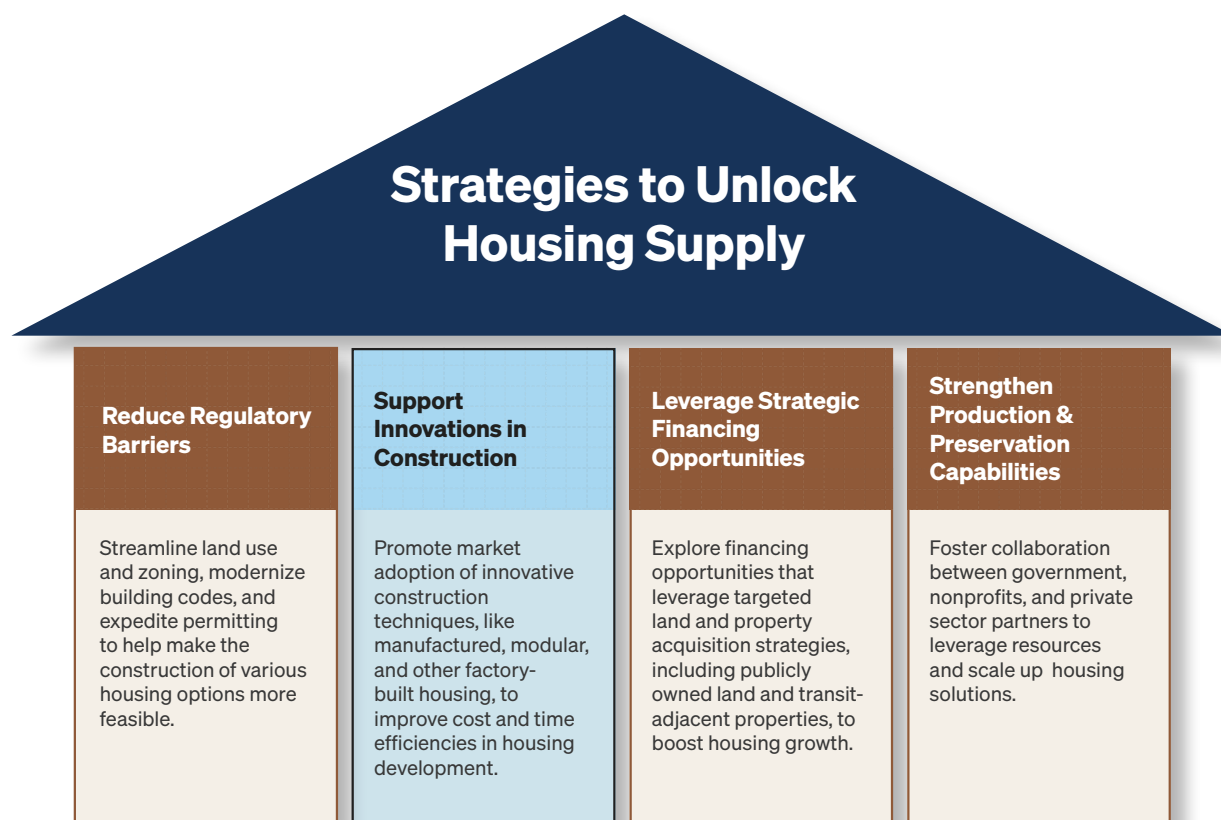 Strategies to Unlock
Housing Supply
Reduce Regulatory
Barriers
Streamline land use
and zoning, modernize
building codes, and
expedite permitting
to help make the
construction of various
housing options more
feasible.
Support
Innovations in
Construction
Promote market
adoption of innovative
construction
techniques, like
manufactured, modular,
and other factory-
built housing, to
improve cost and time
efficiencies in housing
development.
Leverage Strategic
Financing
Opportunities
Explore financing
opportunities that
leverage targeted
land and property
acquisition strategies,
including publicly
owned land and transit-
adjacent properties, to
boost housing growth.
Strengthen
Production &
Preservation
Capabilities
Foster collaboration
between government,
nonprofits, and private
sector partners to
leverage resources
and scale up  housing
solutions.